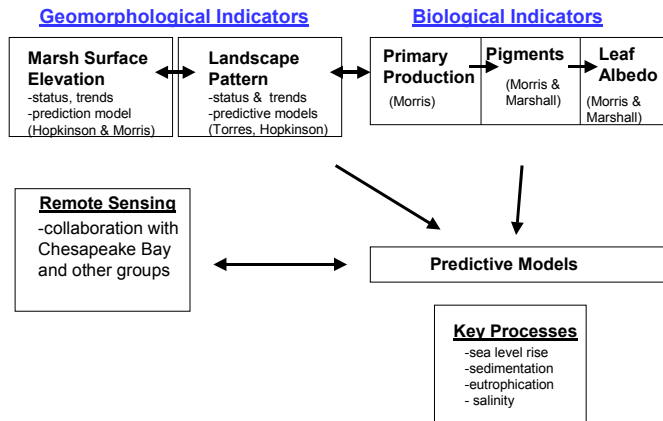 Geomorphological Indicators
Biological Indicators
Marsh Surface
Elevation
-status, trends
-prediction model
(Hopkinson & Morris)
Landscape
Pattern
-status & trends
-predictive models
(Torres, Hopkinson)
Primary
Production
(Morris)
Pigments
(Morris &
Marshall)
Leaf
Albedo
(Morris &
Marshall)
Remote Sensing
-collaboration with
Chesapeake Bay
and other groups
Predictive Models
Key Processes
-sea level rise
-sedimentation
-eutrophication
- salinity